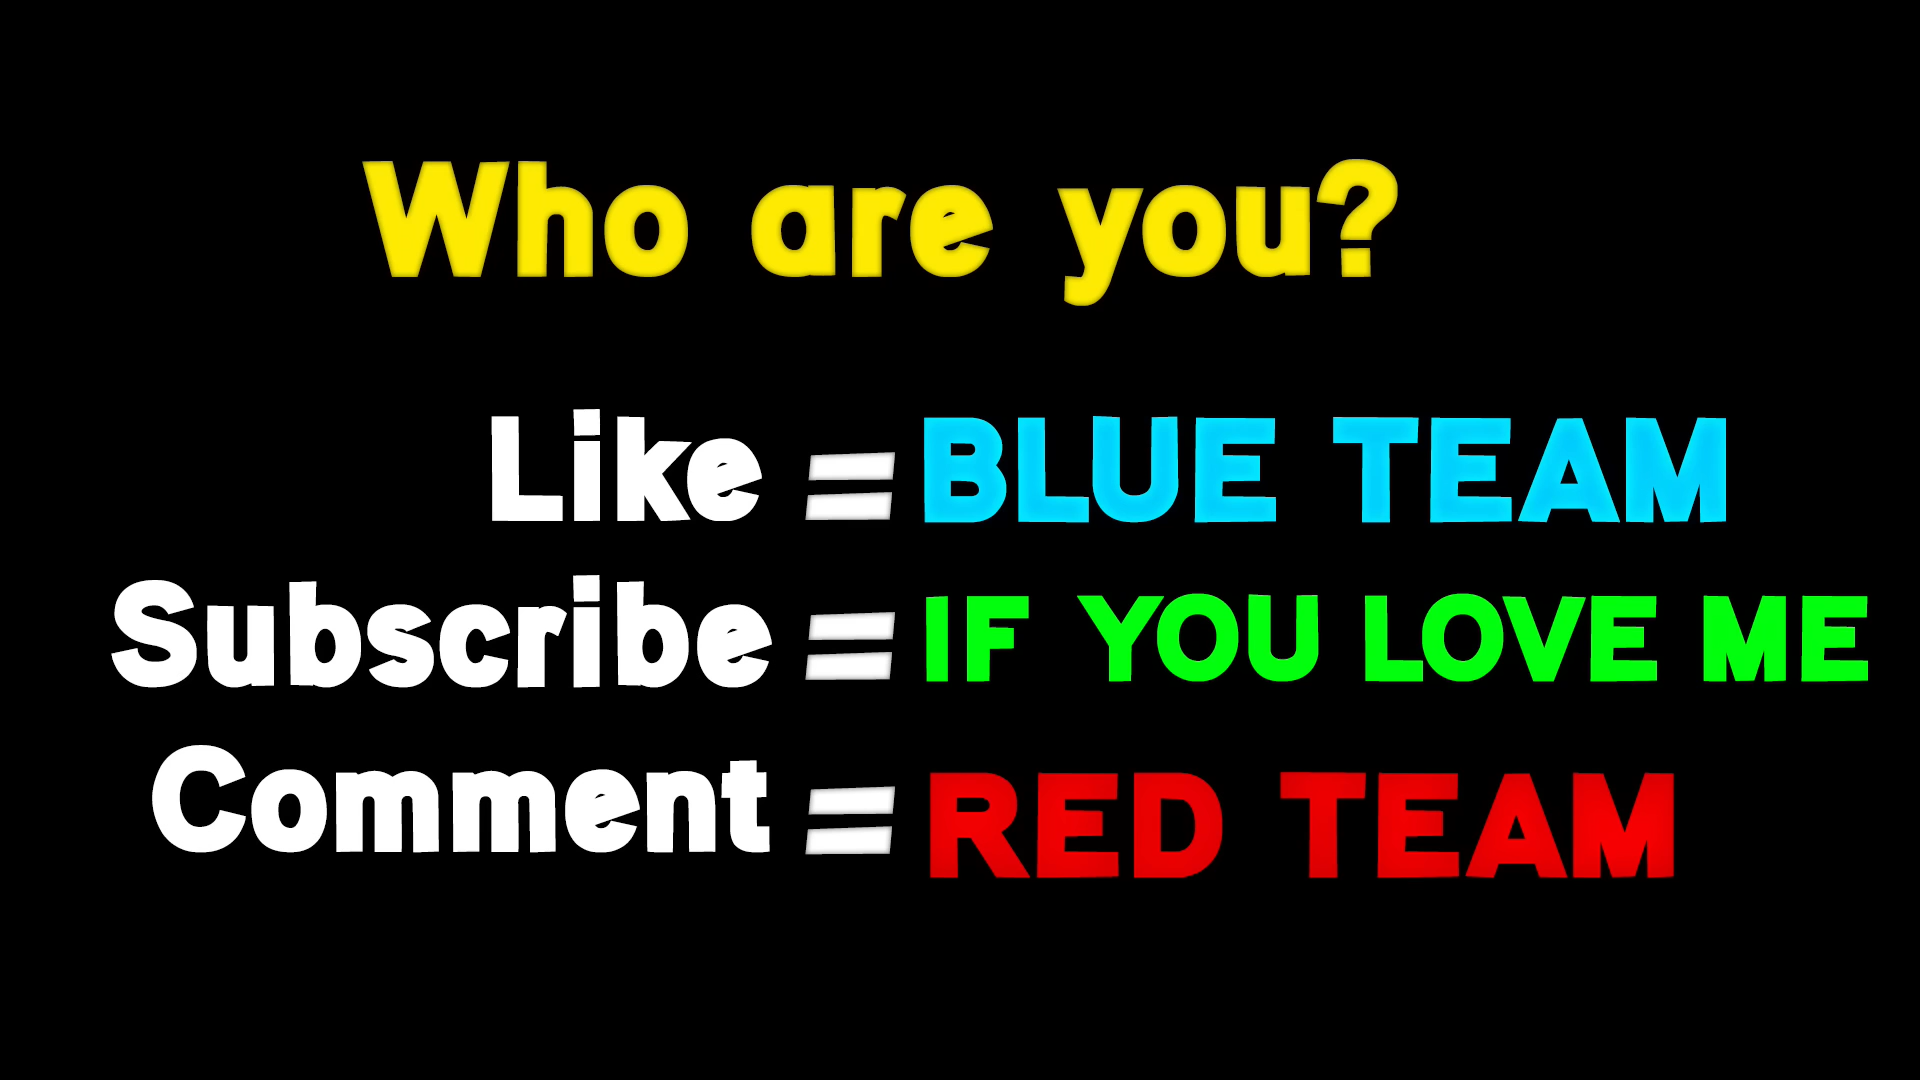 Who are you?
Like = BLUE TEAM
Subscribe = IF YOU LOVE ME
Comment = RED TEAM